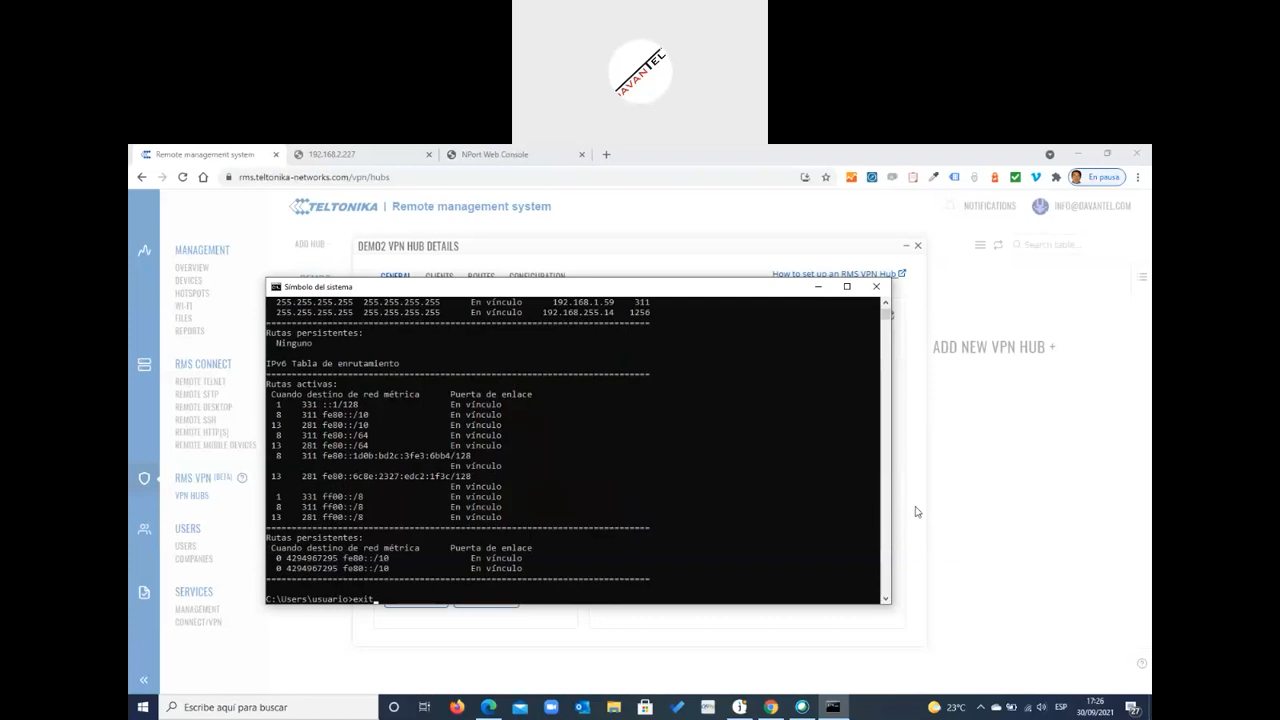 DAVANTEL
Remote management system
192.168.2.227
NPort Web Console
rms.teltonika-networks.com/vpn/hubs
En pausa
TELTONIKA | Remote management system
NOTIFICATIONS
INFO@DAVANTEL.COM
MANAGEMENT
OVERVIEW
DEVICES
HOTSPOTS
WI-FI
FILES
REPORTS
RMS CONNECT
REMOTE TELNET
REMOTE SFTP
REMOTE DESKTOP
REMOTE SSH
REMOTE HTTP(S)
REMOTE MOBILE DEVICES
RMS VPN (BETA)
VPN HUBS
USERS
USERS
COMPANIES
SERVICES
MANAGEMENT
CONNECT/VPN
ADD HUB
Search table...
DEMO2 VPN HUB DETAILS
GENERAL CLIENTS ROUTES CONFIGURATION
How to set up an RMS VPN Hub
ADD NEW VPN HUB +
Símbolo del sistema
255.255.255.255 255.255.255.255 En vínculo 192.168.1.59 311
255.255.255.255 255.255.255.255 En vínculo 192.168.255.14 1256
===========================================================================
Rutas persistentes:
Ninguno
IPv6 Tabla de enrutamiento
===========================================================================
Rutas activas:
Cuando destino de red métrica Puerta de enlace
1 331 ::1/128 En vínculo
8 311 fe80::/10 En vínculo
13 281 fe80::/10 En vínculo
8 311 fe80::/64 En vínculo
13 281 fe80::/64 En vínculo
8 311 fe80::1d0b:bd2c:3fe3:6bb4/128
En vínculo
13 281 fe80::6c8e:2327:edc2:1f3c/128
En vínculo
1 331 ff00::/8 En vínculo
8 311 ff00::/8 En vínculo
13 281 ff00::/8 En vínculo
===========================================================================
Rutas persistentes:
Cuando destino de red métrica Puerta de enlace
0 4294967295 fe80::/10 En vínculo
0 4294967295 fe80::/10 En vínculo
===========================================================================
C:\Users\usuario>exit
Escribe aquí para buscar
23°C
ESP
17:26
30/09/2021
27